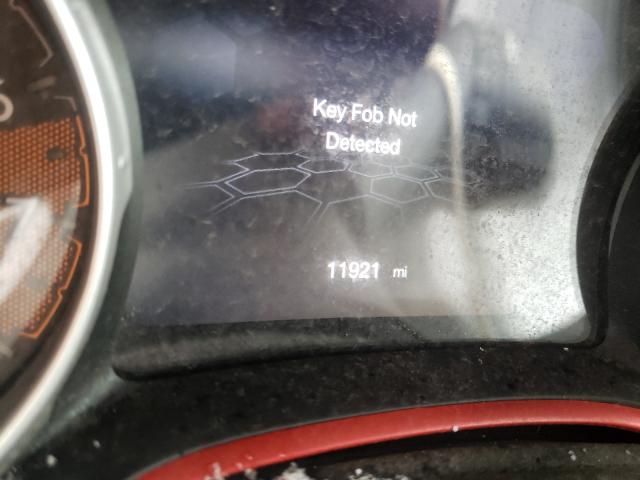 Key Fob Not
Detected
11921 mi